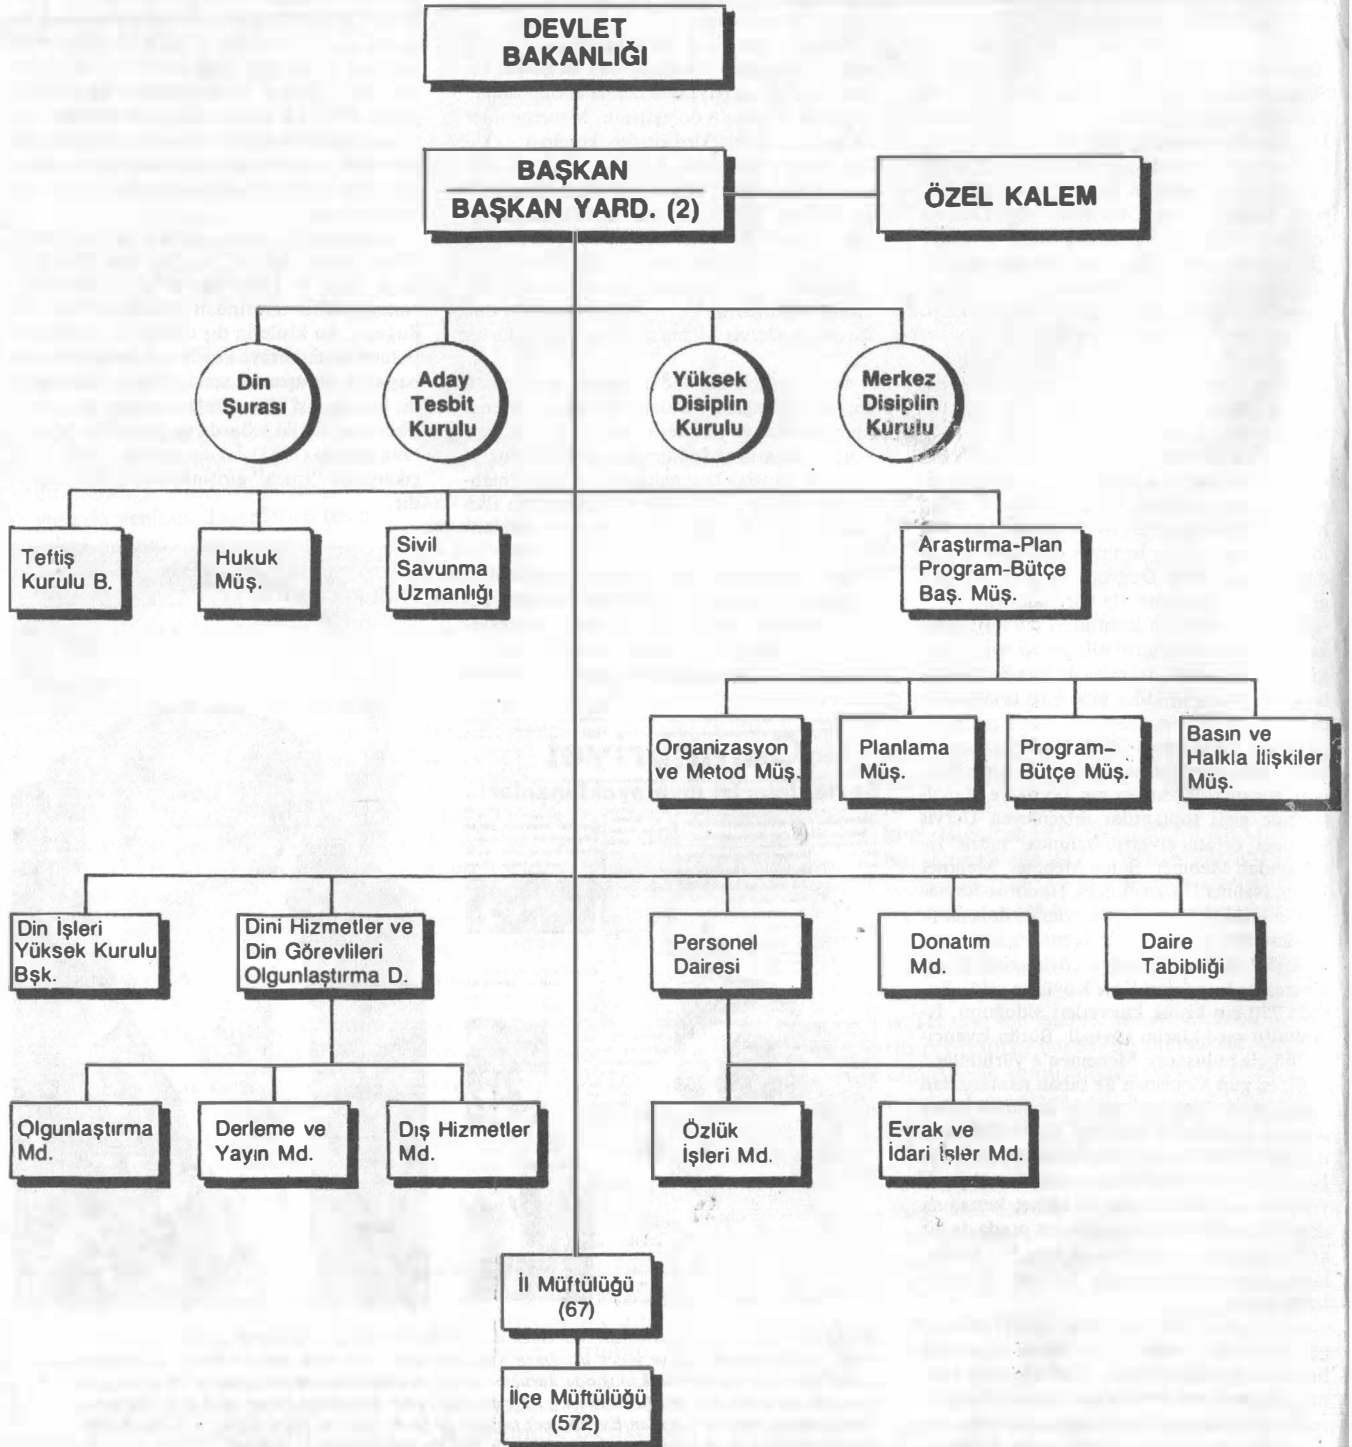 DEVLET
BAKANLIĞI
BAŞKAN
BAŞKAN YARD. (2)
ÖZEL KALEM
Din
Şurası
Aday
Tesbit
Kurulu
Yüksek
Disiplin
Kurulu
Merkez
Disiplin
Kurulu
Teftiş
Kurulu B.
Hukuk
Müş.
Sivil
Savunma
Uzmanlığı
Araştırma-Plan
Program-Bütçe
Baş. Müş.
Organizasyon
ve Metod Müş.
Planlama
Müş.
Program–
Bütçe Müş.
Basın ve
Halkla İlişkiler
Müş.
Din İşleri
Yüksek Kurulu
Bşk.
Dini Hizmetler ve
Din Görevlileri
Olgunlaştırma D.
Personel
Dairesi
Donatım
Md.
Daire
Tabibliği
Olgunlaştırma
Md.
Derleme ve
Yayın Md.
Dış Hizmetler
Md.
Özlük
İşleri Md.
Evrak ve
İdari İşler Md.
İl Müftülüğü
(67)
İlçe Müftülüğü
(572)